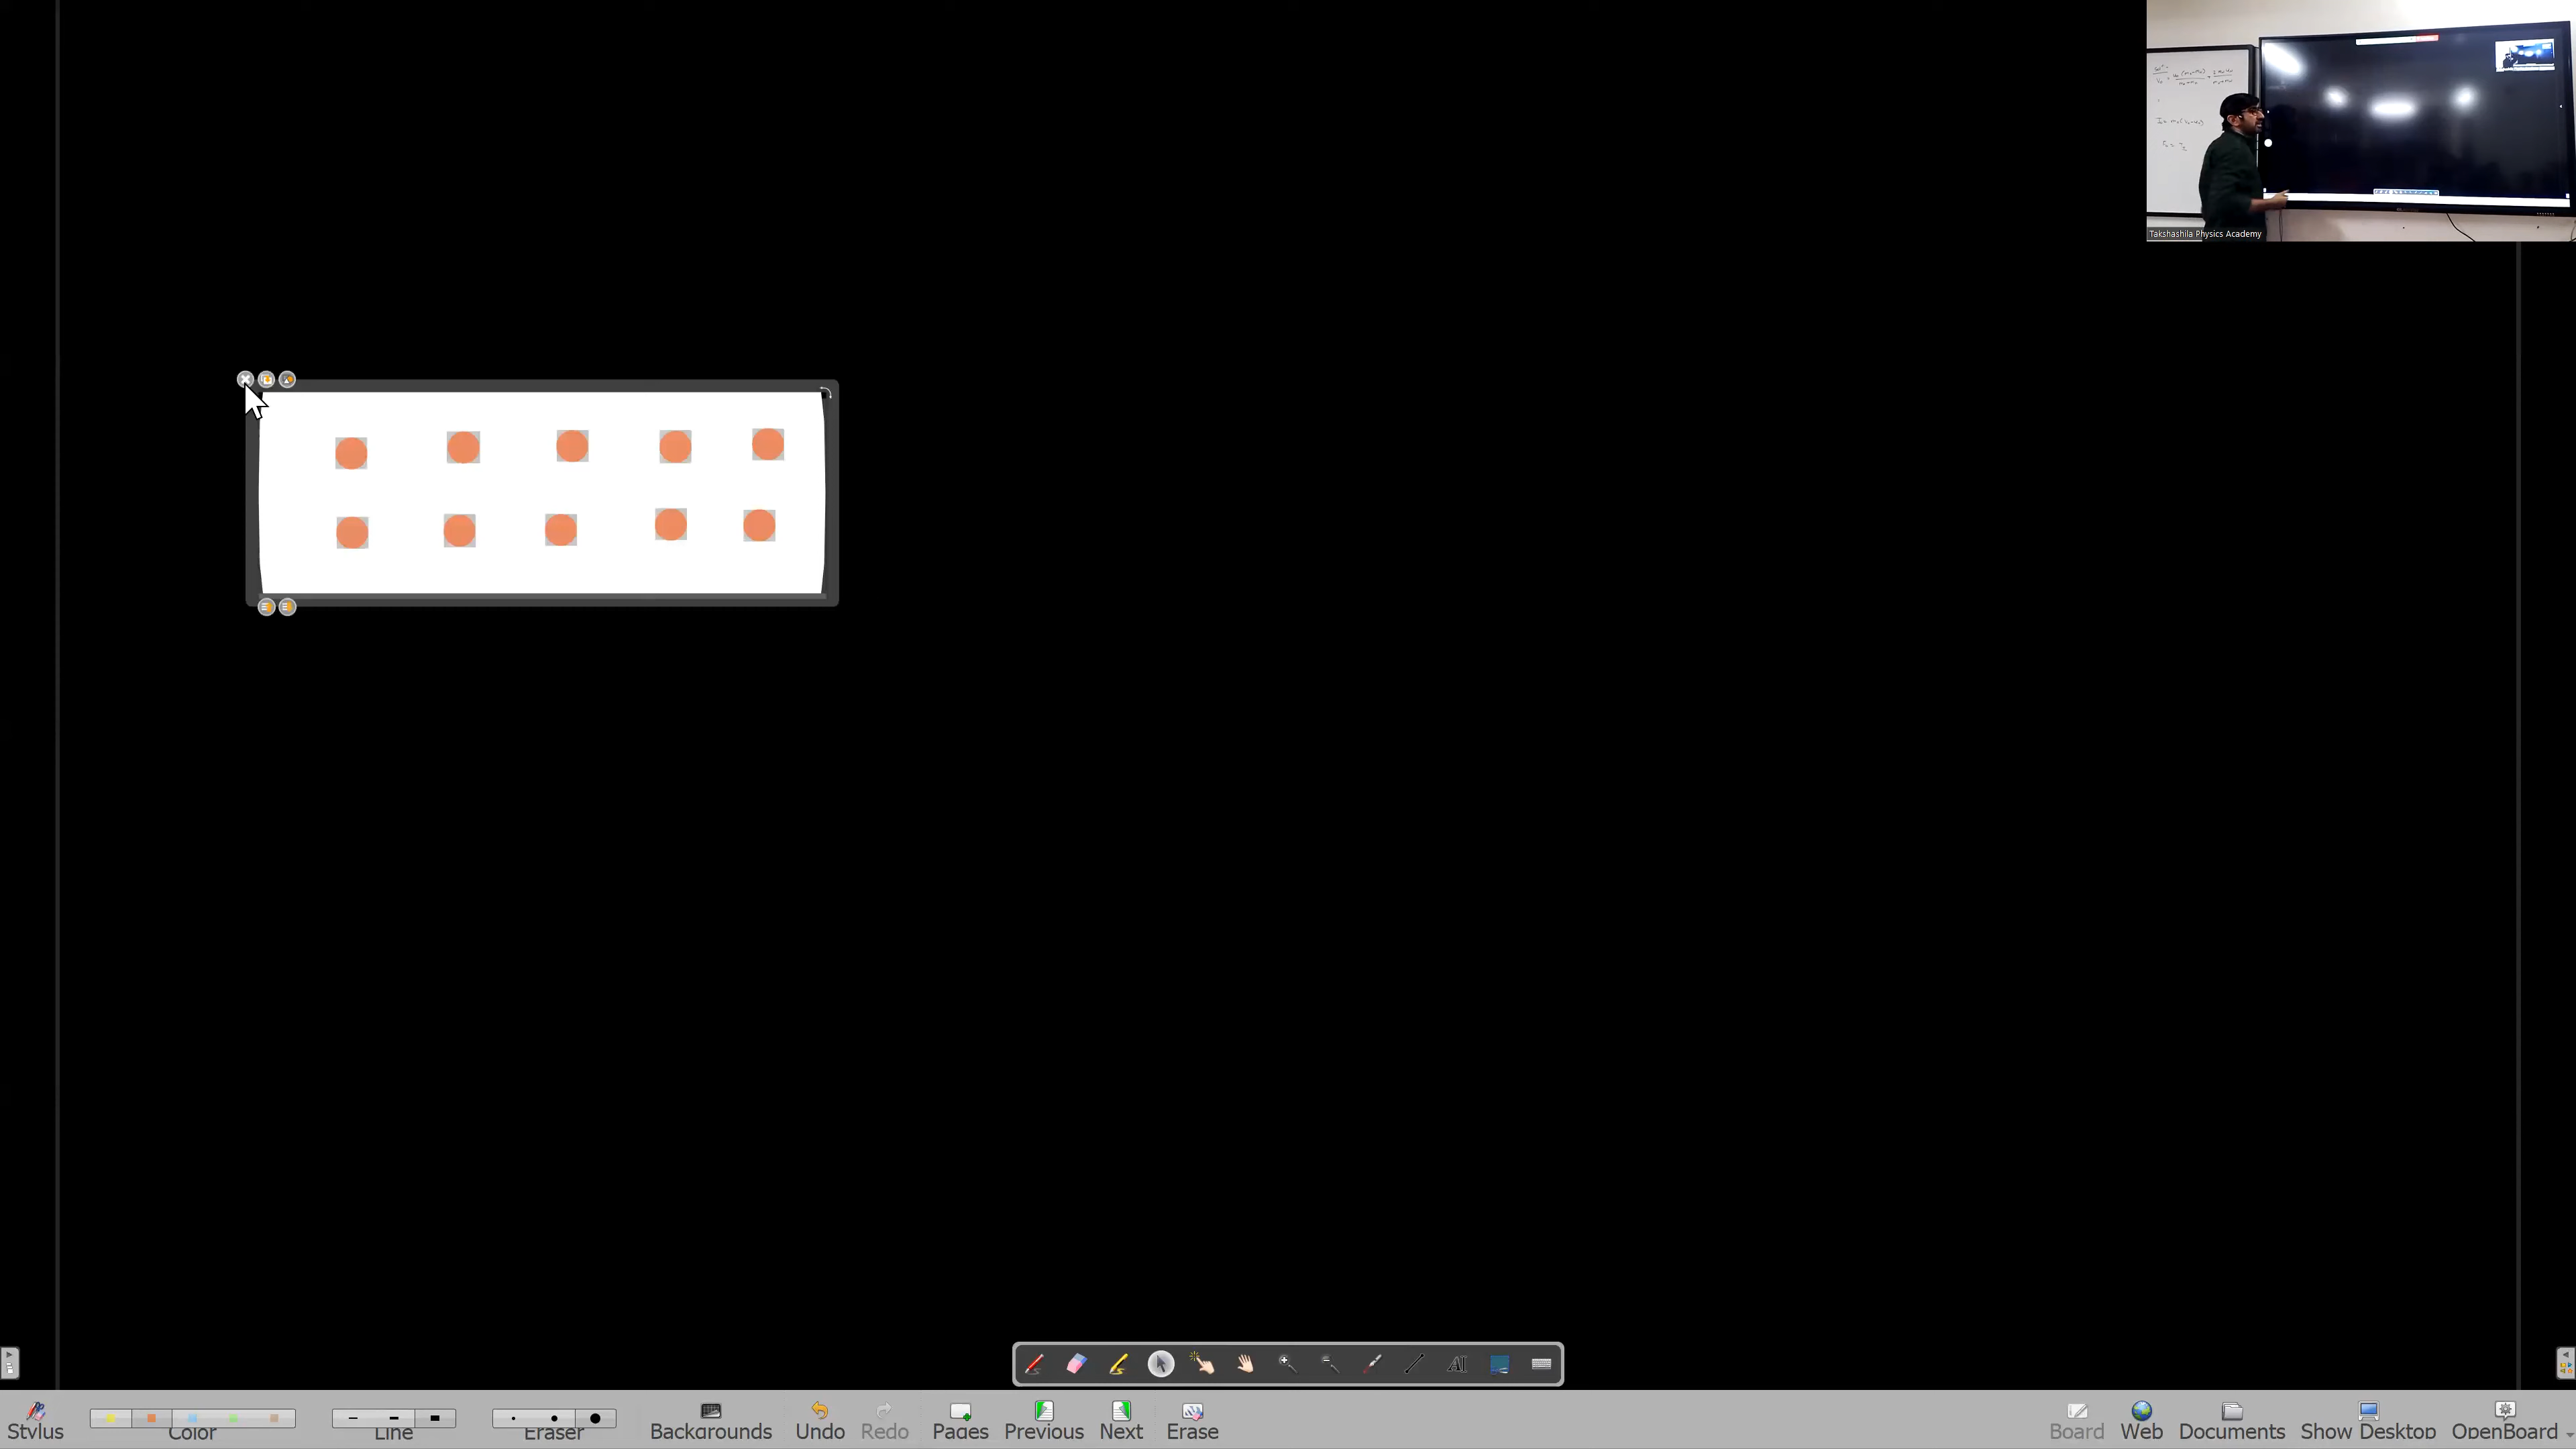 Takshashila Physics Academy
AI
Stylus
Color
Line
Eraser
Backgrounds
Undo
Redo
Pages
Previous
Next
Erase
Board
Web
Documents
Show Desktop
OpenBoard